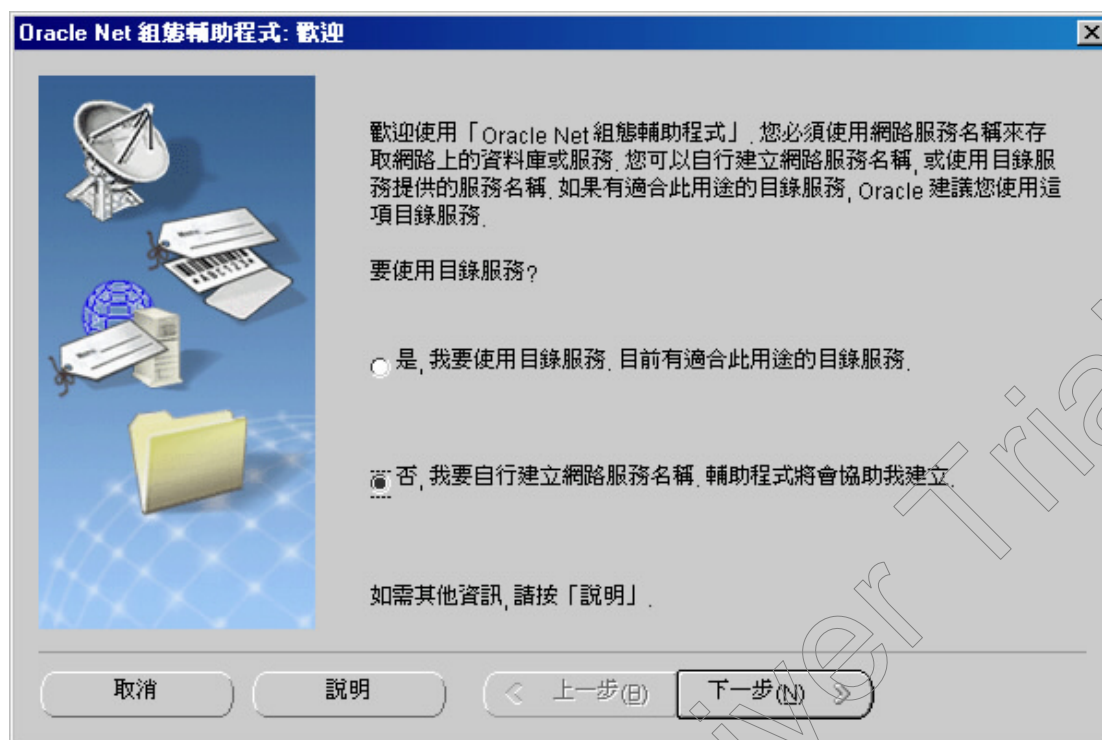 Oracle Net 組態輔助程式: 歡迎
歡迎使用「Oracle Net 組態輔助程式」. 您必須使用網路服務名稱來存
取網路上的資料庫或服務. 您可以自行建立網路服務名稱, 或使用目錄服
務提供的服務名稱. 如果有適合此用途的目錄服務, Oracle 建議您使用這
項目錄服務.
要使用目錄服務?
是, 我要使用目錄服務. 目前有適合此用途的目錄服務.
否, 我要自行建立網路服務名稱. 輔助程式將會協助我建立.
如需其他資訊, 請按「說明」.
取消
說明
上一步(B)
下一步(N)